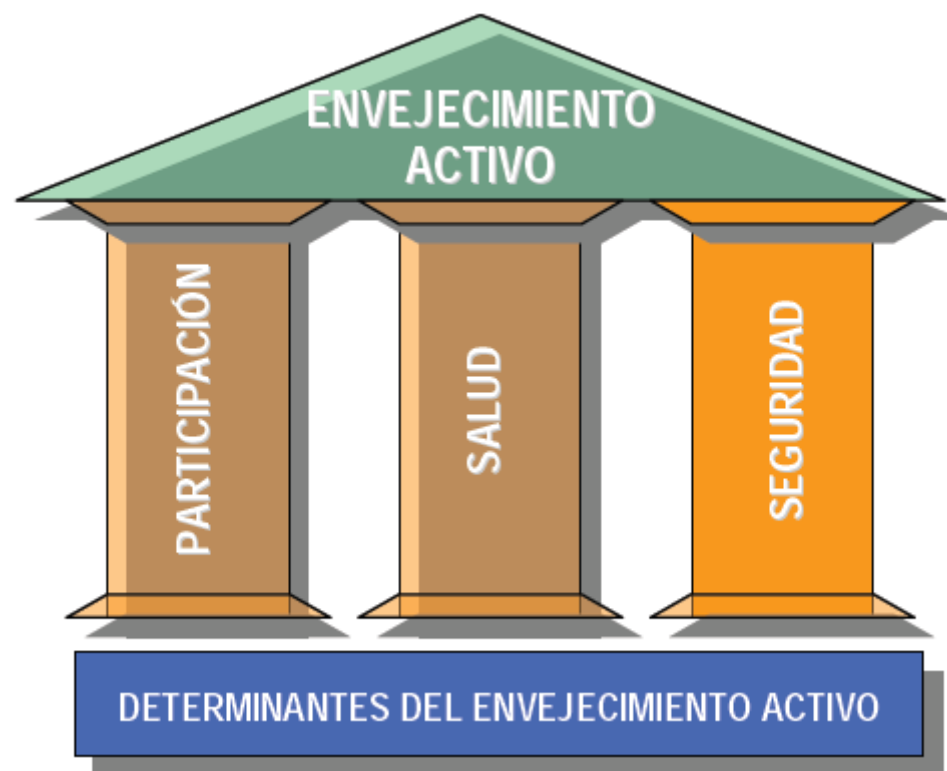 ENVEJECIMIENTO
ACTIVO
PARTICIPACIÓN
SALUD
SEGURIDAD
DETERMINANTES DEL ENVEJECIMIENTO ACTIVO